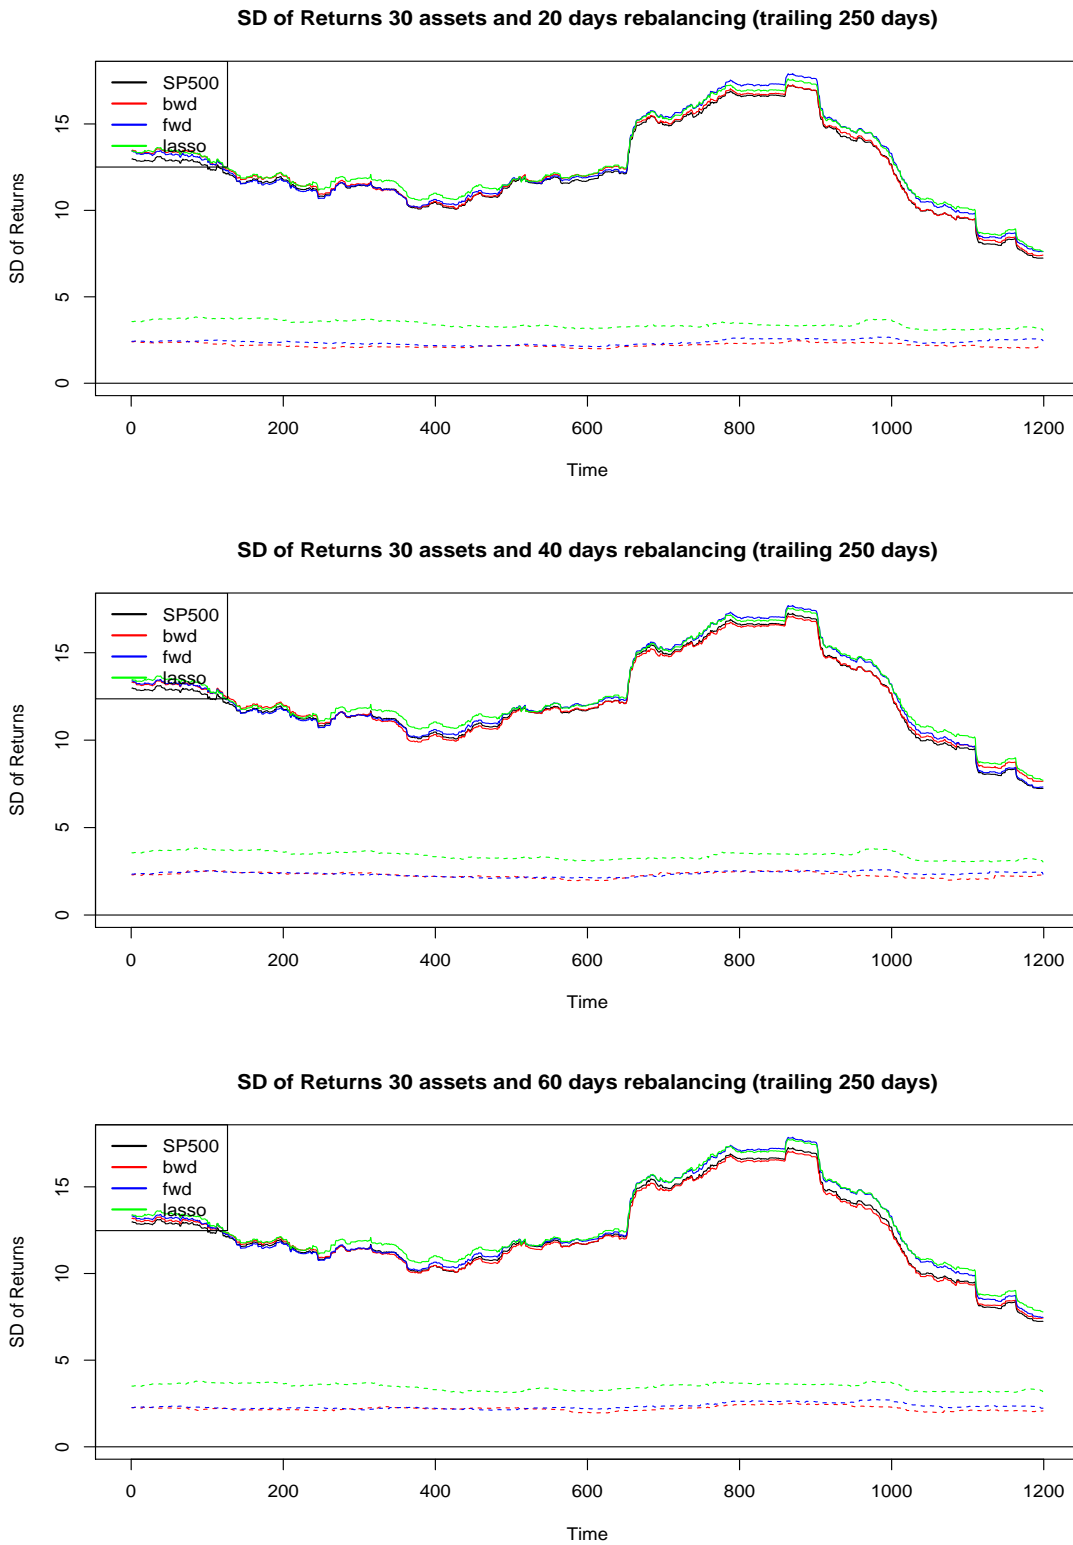 SD of Returns 30 assets and 20 days rebalancing (trailing 250 days)
SP500
bwd
fwd
lasso
SD of Returns
0
5
10
15
0 200 400 600 800 1000 1200
Time
SD of Returns 30 assets and 40 days rebalancing (trailing 250 days)
SP500
bwd
fwd
lasso
SD of Returns
0
5
10
15
0 200 400 600 800 1000 1200
Time
SD of Returns 30 assets and 60 days rebalancing (trailing 250 days)
SP500
bwd
fwd
lasso
SD of Returns
0
5
10
15
0 200 400 600 800 1000 1200
Time